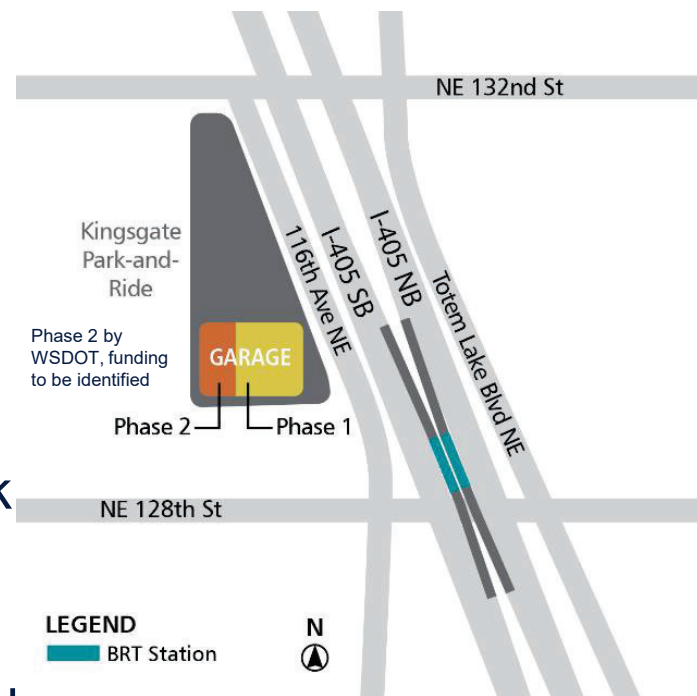 NE 132nd St
Kingsgate
Park-and-
Ride
116th Ave NE
I-405 SB
I-405 NB
Totem Lake Blvd NE
Phase 2 by
WSDOT, funding
to be identified
GARAGE
Phase 2
Phase 1
k
NE 128th St
LEGEND
BRT Station
N